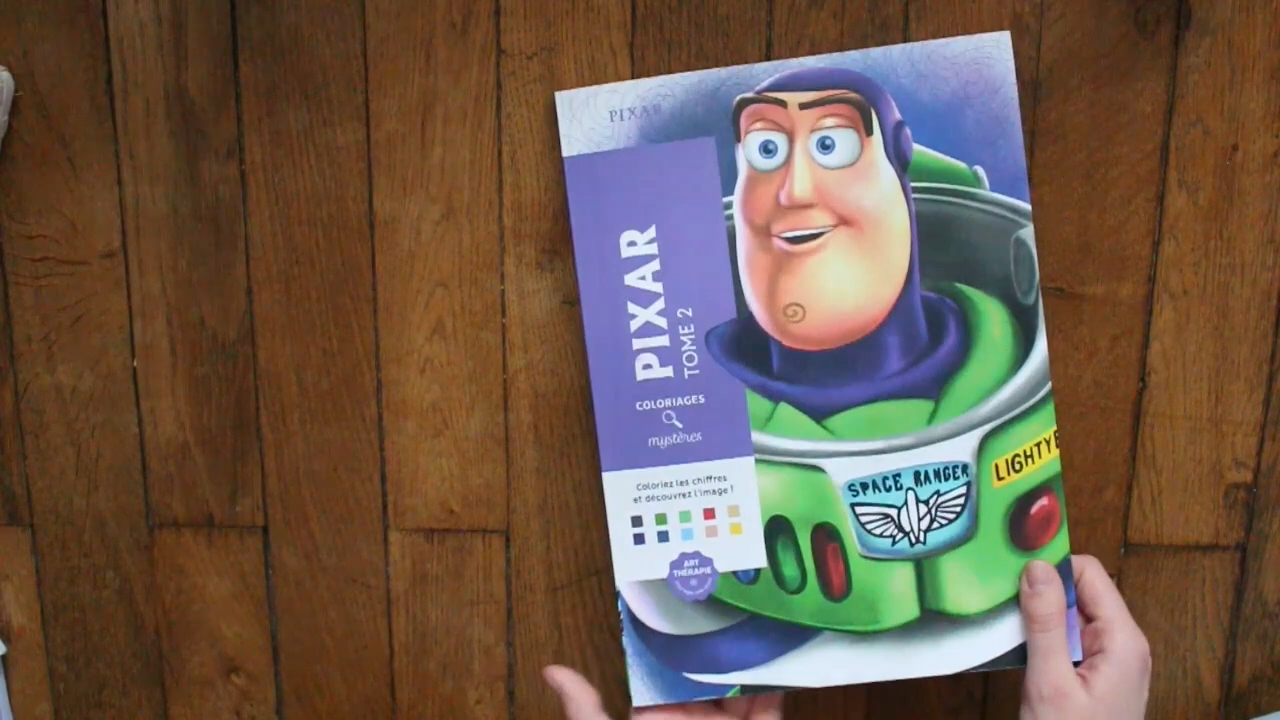 PIXAR
PIXAR
TOME 2
COLORIAGES
mystères
Coloriez les chiffres
et découvrez l'image !
ART
THÉRAPIE
SPACE RANGER
LIGHTYE